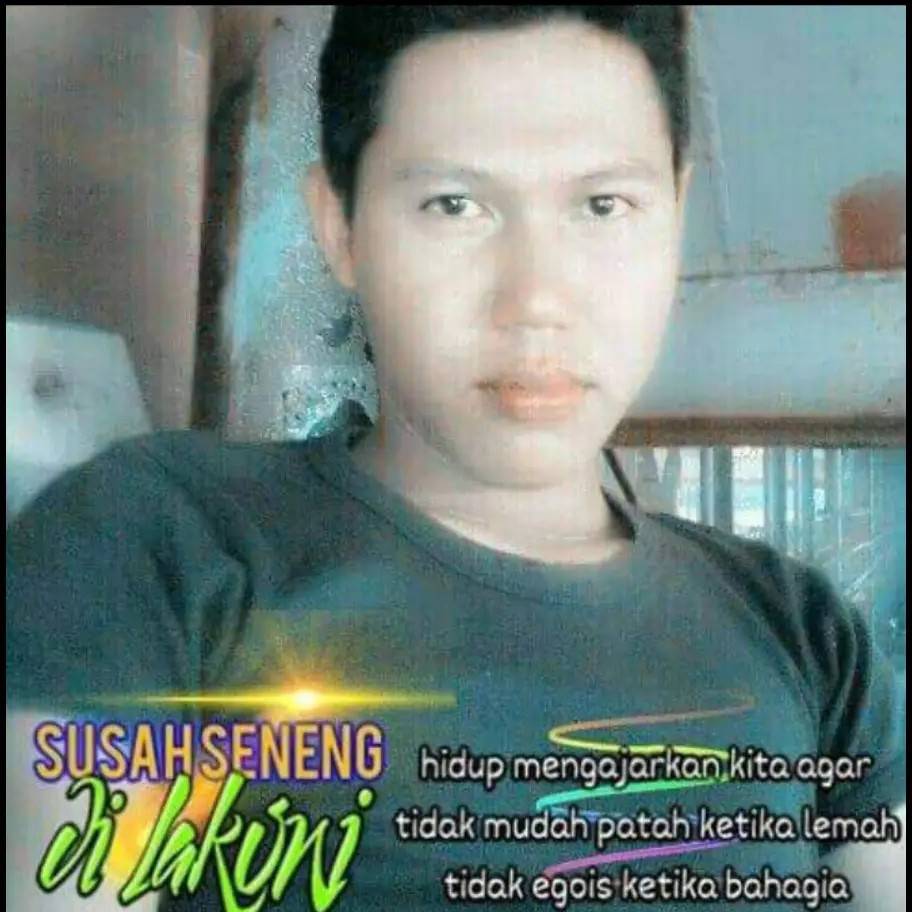 SUSAH SENENG
di Lakoni
hidup mengajarkan kita agar
tidak mudah patah ketika lemah
tidak egois ketika bahagia